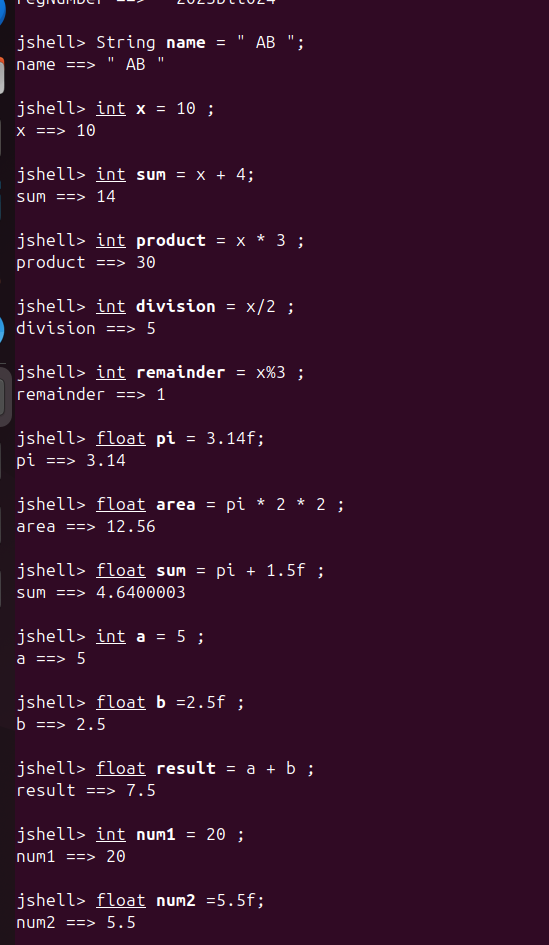 jshell> String name = " AB ";
name ==> " AB "
jshell> int x = 10 ;
x ==> 10
jshell> int sum = x + 4;
sum ==> 14
jshell> int product = x * 3 ;
product ==> 30
jshell> int division = x/2 ;
division ==> 5
jshell> int remainder = x%3 ;
remainder ==> 1
jshell> float pi = 3.14f;
pi ==> 3.14
jshell> float area = pi * 2 * 2 ;
area ==> 12.56
jshell> float sum = pi + 1.5f ;
sum ==> 4.6400003
jshell> int a = 5 ;
a ==> 5
jshell> float b =2.5f ;
b ==> 2.5
jshell> float result = a + b ;
result ==> 7.5
jshell> int num1 = 20 ;
num1 ==> 20
jshell> float num2 =5.5f;
num2 ==> 5.5